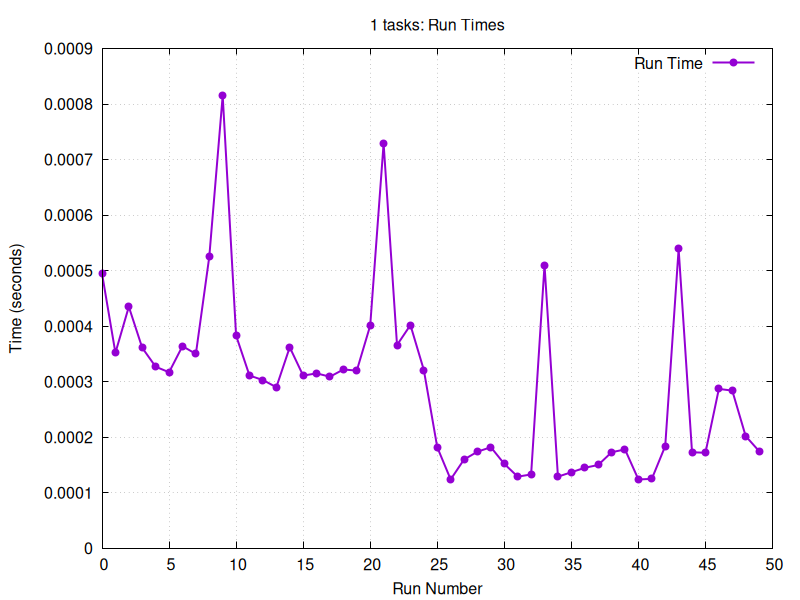 1 tasks: Run Times
Run Time
0.0009
0.0008
0.0007
0.0006
0.0005
0.0004
0.0003
0.0002
0.0001
0
Time (seconds)
0 5 10 15 20 25 30 35 40 45 50
Run Number